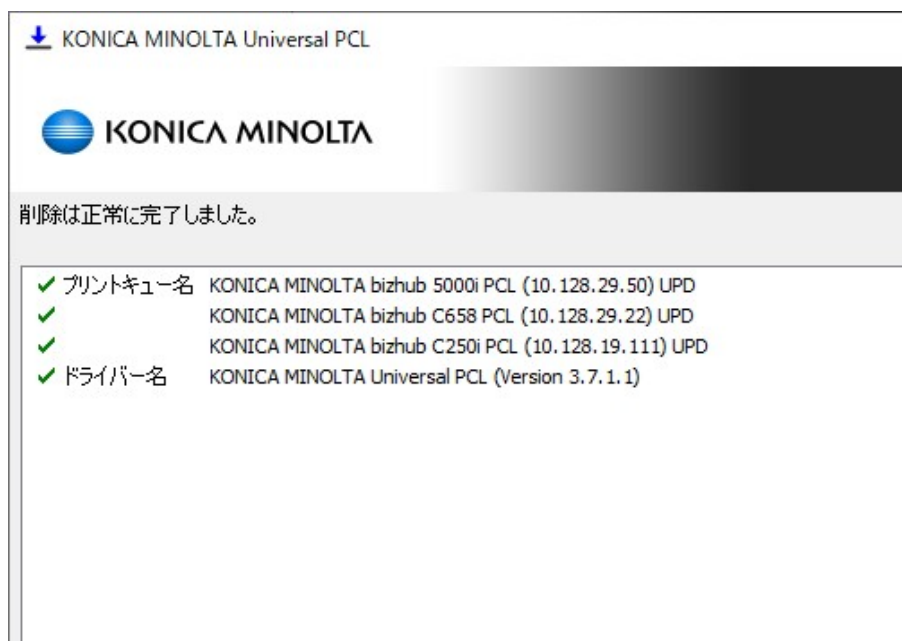 KONICA MINOLTA Universal PCL
KONICA MINOLTA
削除は正常に完了しました。
プリントキュー名 KONICA MINOLTA bizhub 5000i PCL (10.128.29.50) UPD
KONICA MINOLTA bizhub C658 PCL (10.128.29.22) UPD
KONICA MINOLTA bizhub C250i PCL (10.128.19.111) UPD
ドライバー名 KONICA MINOLTA Universal PCL (Version 3.7.1.1)